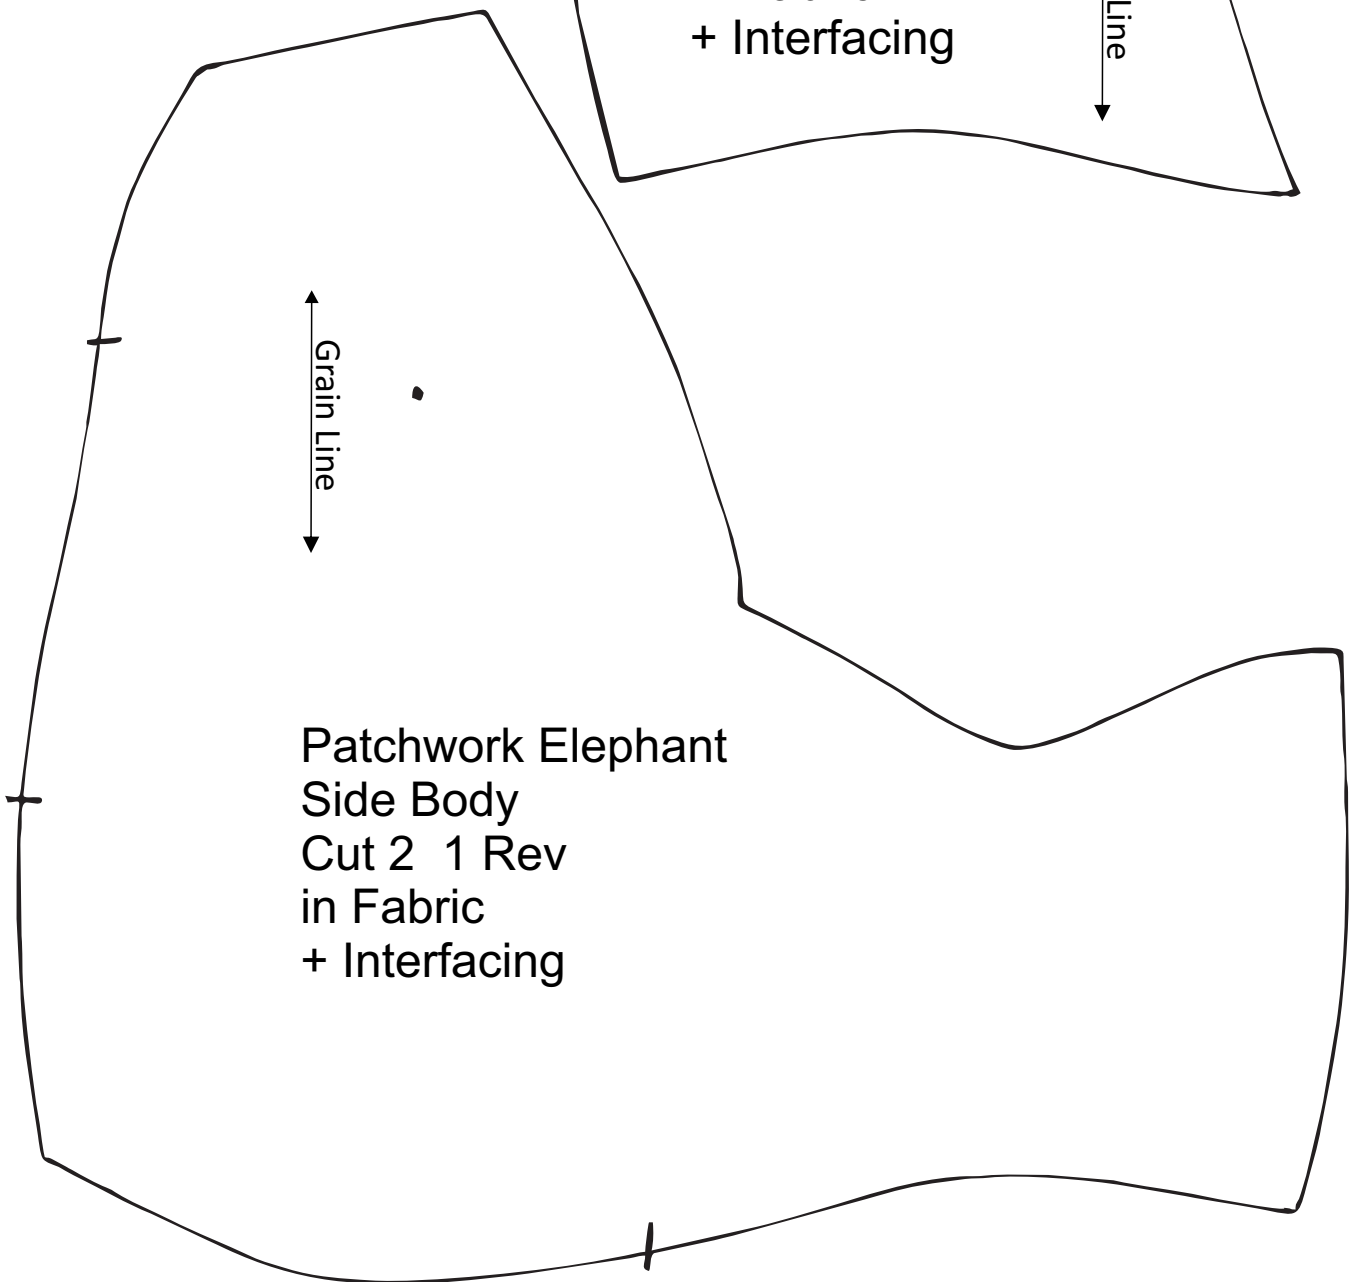 + Interfacing
Line
Grain Line
Patchwork Elephant
Side Body
Cut 2  1 Rev
in Fabric
+ Interfacing